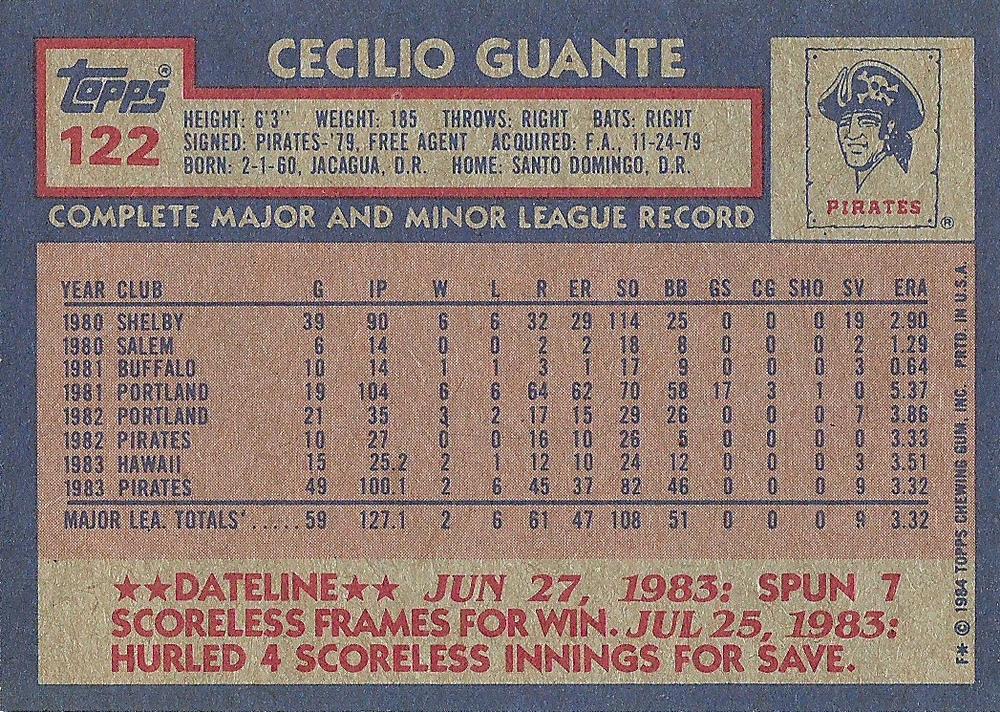 CECILIO GUANTE
Topps®
122
HEIGHT: 6'3" WEIGHT: 185 THROWS: RIGHT BATS: RIGHT
SIGNED: PIRATES-'79, FREE AGENT ACQUIRED: F.A., 11-24-79
BORN: 2-1-60, JACAGUA, D.R. HOME: SANTO DOMINGO, D.R.
PIRATES ®
COMPLETE MAJOR AND MINOR LEAGUE RECORD
YEAR CLUB G IP W L R ER SO BB GS CG SHO SV ERA
1980 SHELBY 39 90 6 6 32 29 114 25 0 0 0 19 2.90
1980 SALEM 6 14 0 0 2 2 18 8 0 0 0 2 1.29
1981 BUFFALO 10 14 1 1 3 1 17 9 0 0 0 3 0.64
1981 PORTLAND 19 104 6 6 64 62 70 58 17 3 1 0 5.37
1982 PORTLAND 21 35 3 2 17 15 29 26 0 0 0 7 3.86
1982 PIRATES 10 27 0 0 16 10 26 5 0 0 0 0 3.33
1983 HAWAII 15 25.2 2 1 12 10 24 12 0 0 0 3 3.51
1983 PIRATES 49 100.1 2 6 45 37 82 46 0 0 0 9 3.32
MAJOR LEA. TOTALS ..... 59 127.1 2 6 61 47 108 51 0 0 0 9 3.32
★★DATELINE★★ JUN 27, 1983: SPUN 7
SCORELESS FRAMES FOR WIN. JUL 25, 1983:
HURLED 4 SCORELESS INNINGS FOR SAVE.
F* © 1984 TOPPS CHEWING GUM, INC. PRTD. IN U.S.A.